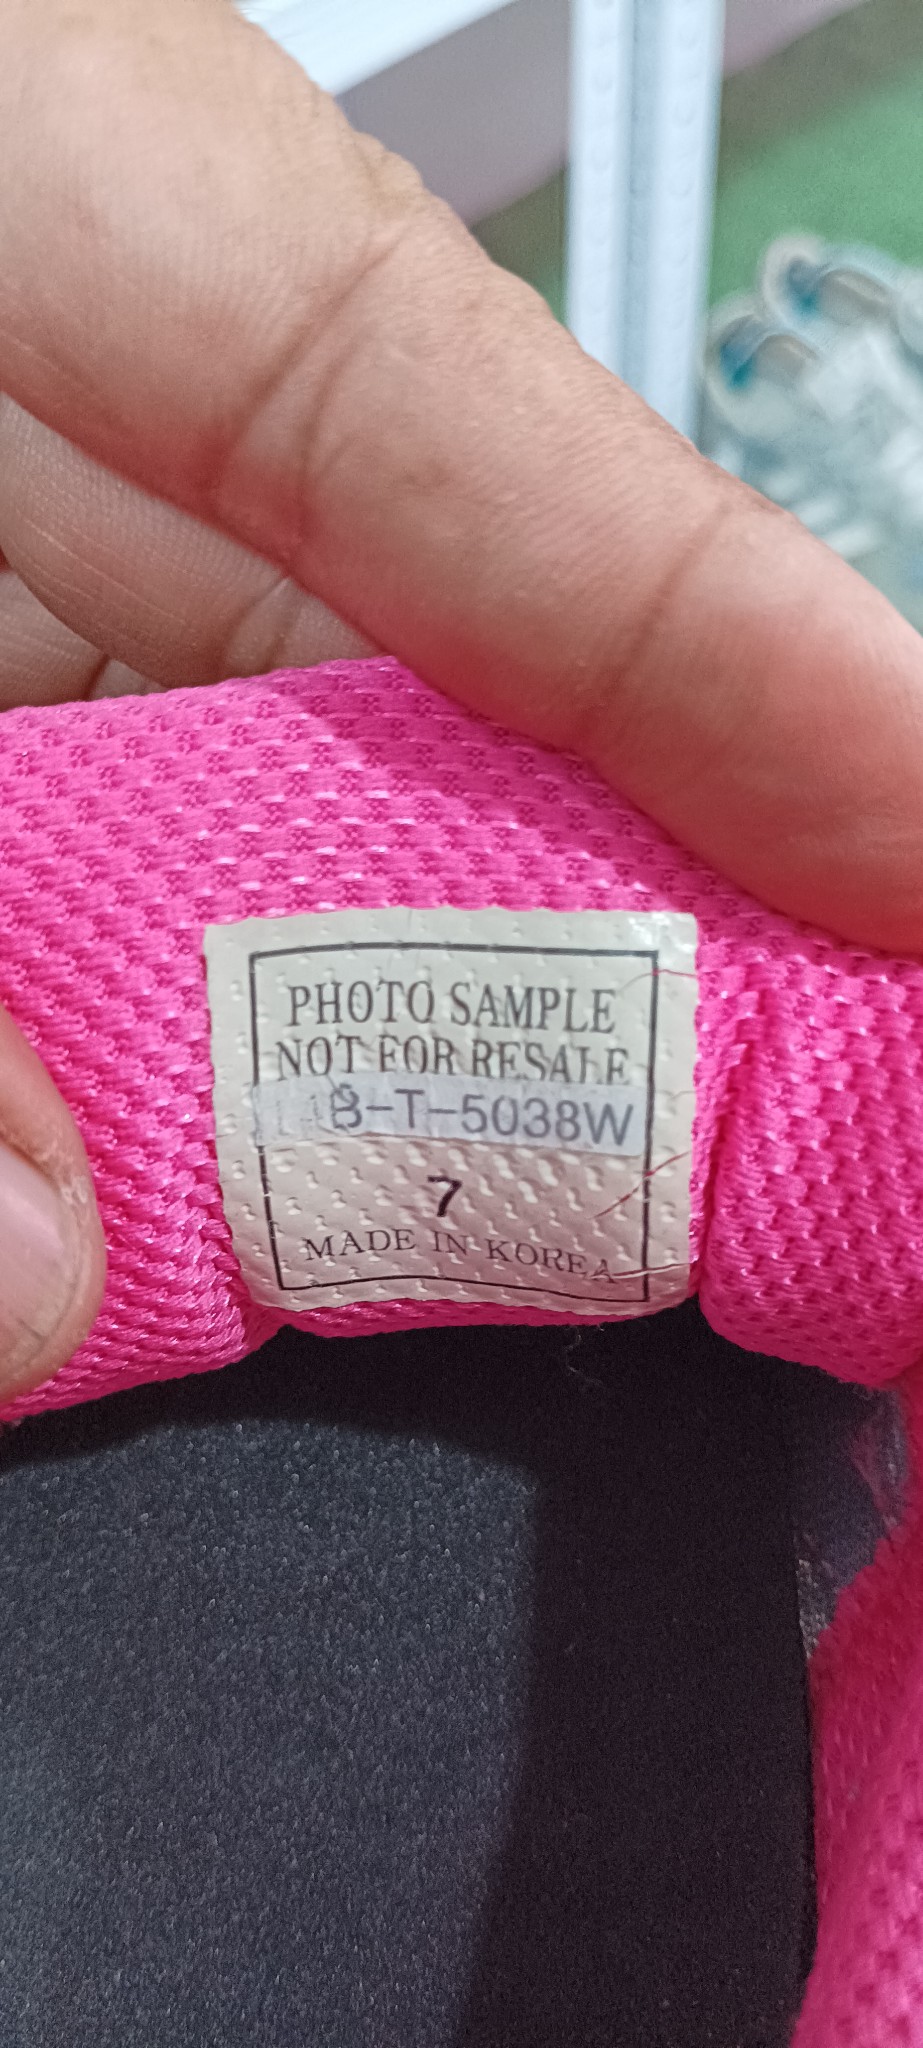 PHOTO SAMPLE
NOT FOR RESALE
B-T-5038W
7
MADE IN KOREA